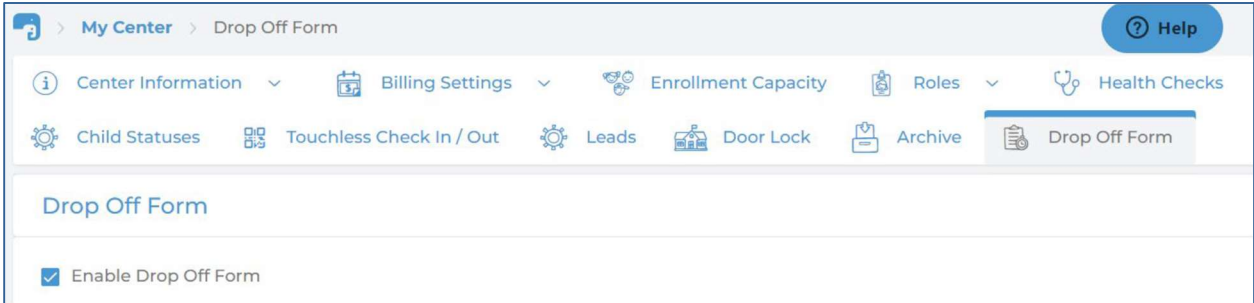 > My Center > Drop Off Form
Help
Center Information Billing Settings Enrollment Capacity Roles Health Checks
Child Statuses Touchless Check In / Out Leads Door Lock Archive Drop Off Form
Drop Off Form
Enable Drop Off Form